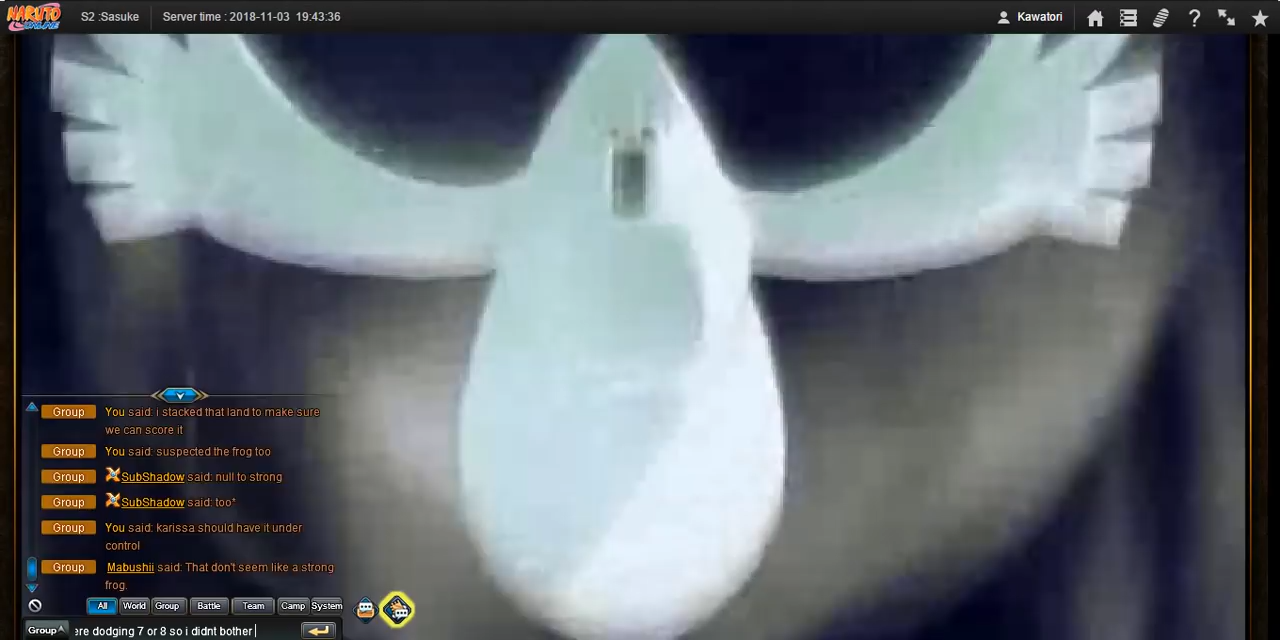 NARUTO ONLINE
S2 :Sasuke
Server time : 2018-11-03 19:43:36
Kawatori
Group You said: i stacked that land to make sure
we can score it
Group You said: suspected the frog too
Group SubShadow said: null to strong
Group SubShadow said: too*
Group You said: karissa should have it under
control
Group Mabushii said: That don't seem like a strong
frog.
All World Group Battle Team Camp System
Group ere dodging 7 or 8 so i didnt bother